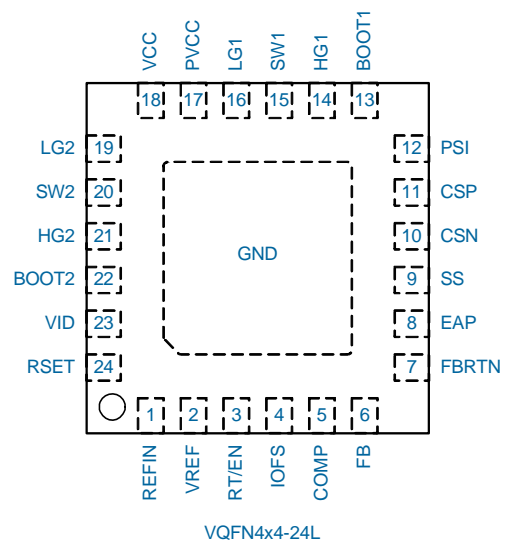 VCC
PVCC
LG1
SW1
HG1
BOOT1
18 17 16 15 14 13
LG2 19
12 PSI
SW2 20
11 CSP
HG2 21
10 CSN
GND
BOOT2 22
9 SS
VID 23
8 EAP
RSET 24
7 FBRTN
1 2 3 4 5 6
REFIN
VREF
RT/EN
IOFS
COMP
FB
VQFN4x4-24L